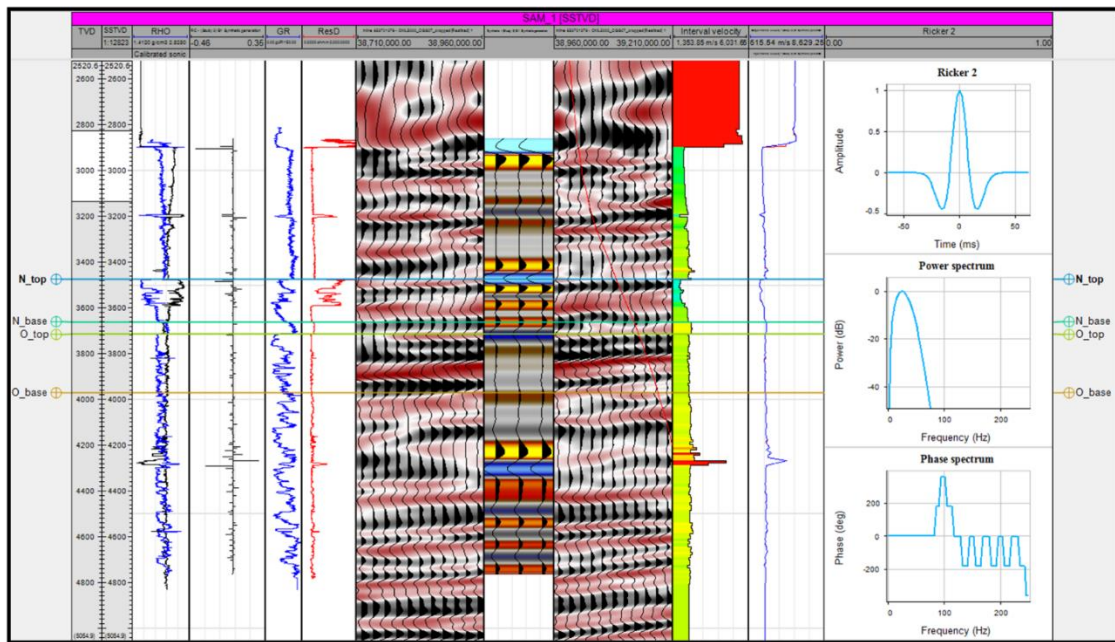 SAM_1 [SSTVD]
TVD SSTVD RHO GR ResD Interval velocity Ricker 2
1:12823 -0.46 0.35 38,710,000.00 38,960,000.00 38,960,000.00 39,210,000.00 0.00 1.00
Calibrated sonic
2520.6 2520.6
2600 2600
2800 2800
3000 3000
3200 3200
3400 3400
3600 3600
3800 3800
4000 4000
4200 4200
4400 4400
4600 4600
4800 4800
(5054.9) (5054.9)
N_top
N_base
O_top
O_base
N_top
N_base
O_top
O_base
Ricker 2
Amplitude
1
0.5
0
-0.5
-50 0 50
Time (ms)
Power spectrum
Power (dB)
0
-20
-40
0 100 200
Frequency (Hz)
Phase spectrum
Phase (deg)
200
0
-200
0 100 200
Frequency (Hz)